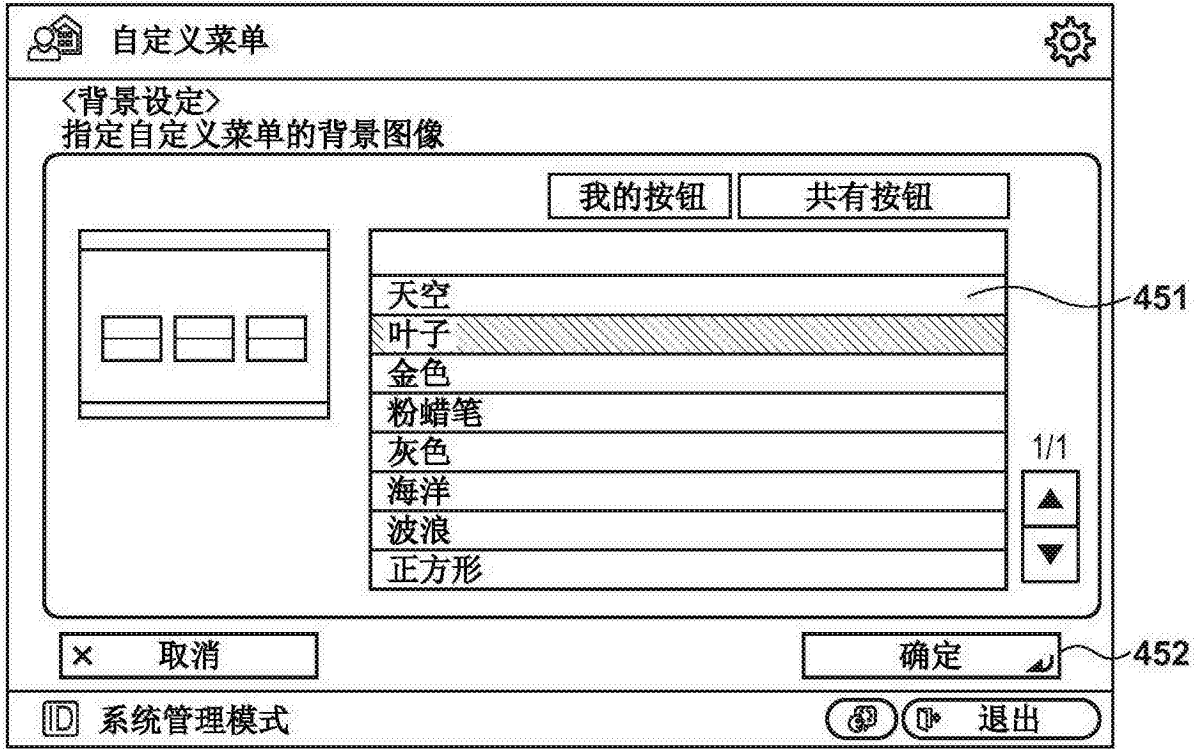 自定义菜单
<背景设定>
指定自定义菜单的背景图像
我的按钮 共有按钮
天空
451
叶子
金色
粉蜡笔
灰色
1/1
海洋
波浪
正方形
× 取消
确定
452
ID 系统管理模式
退出